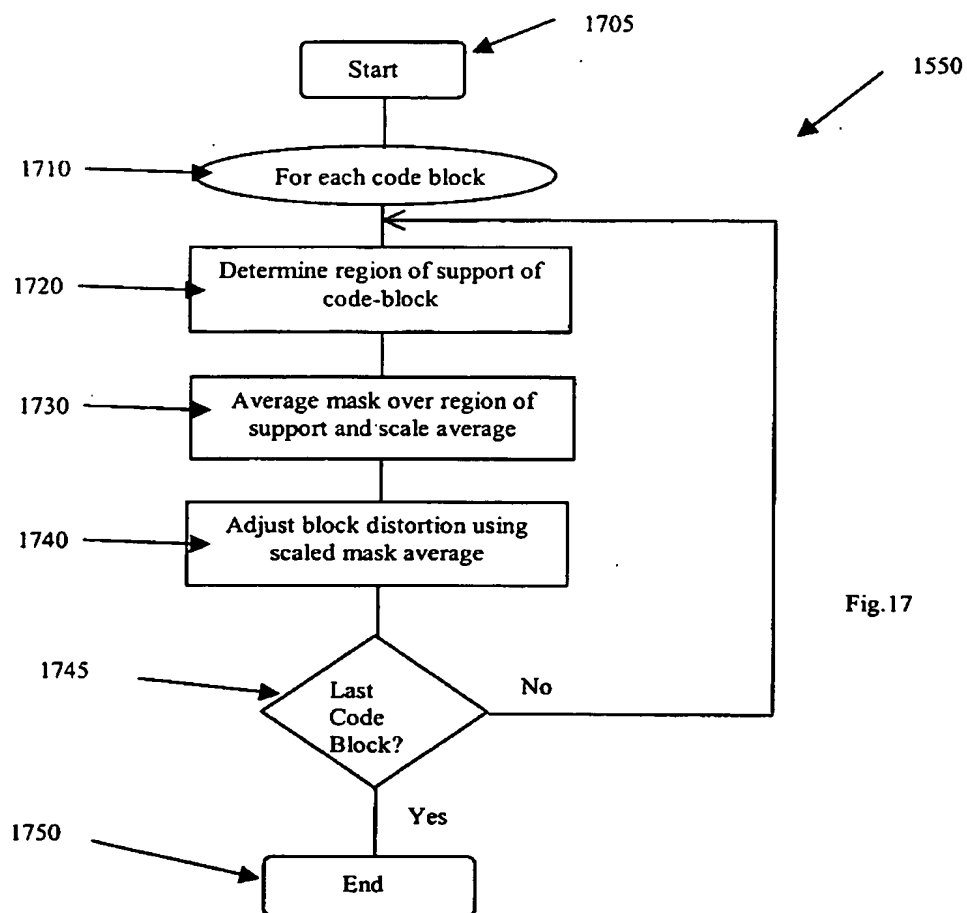 1705
Start
1550
1710
For each code block
1720
Determine region of support of
code-block
1730
Average mask over region of
support and scale average
1740
Adjust block distortion using
scaled mask average
Fig.17
1745
Last
Code
Block?
No
Yes
1750
End